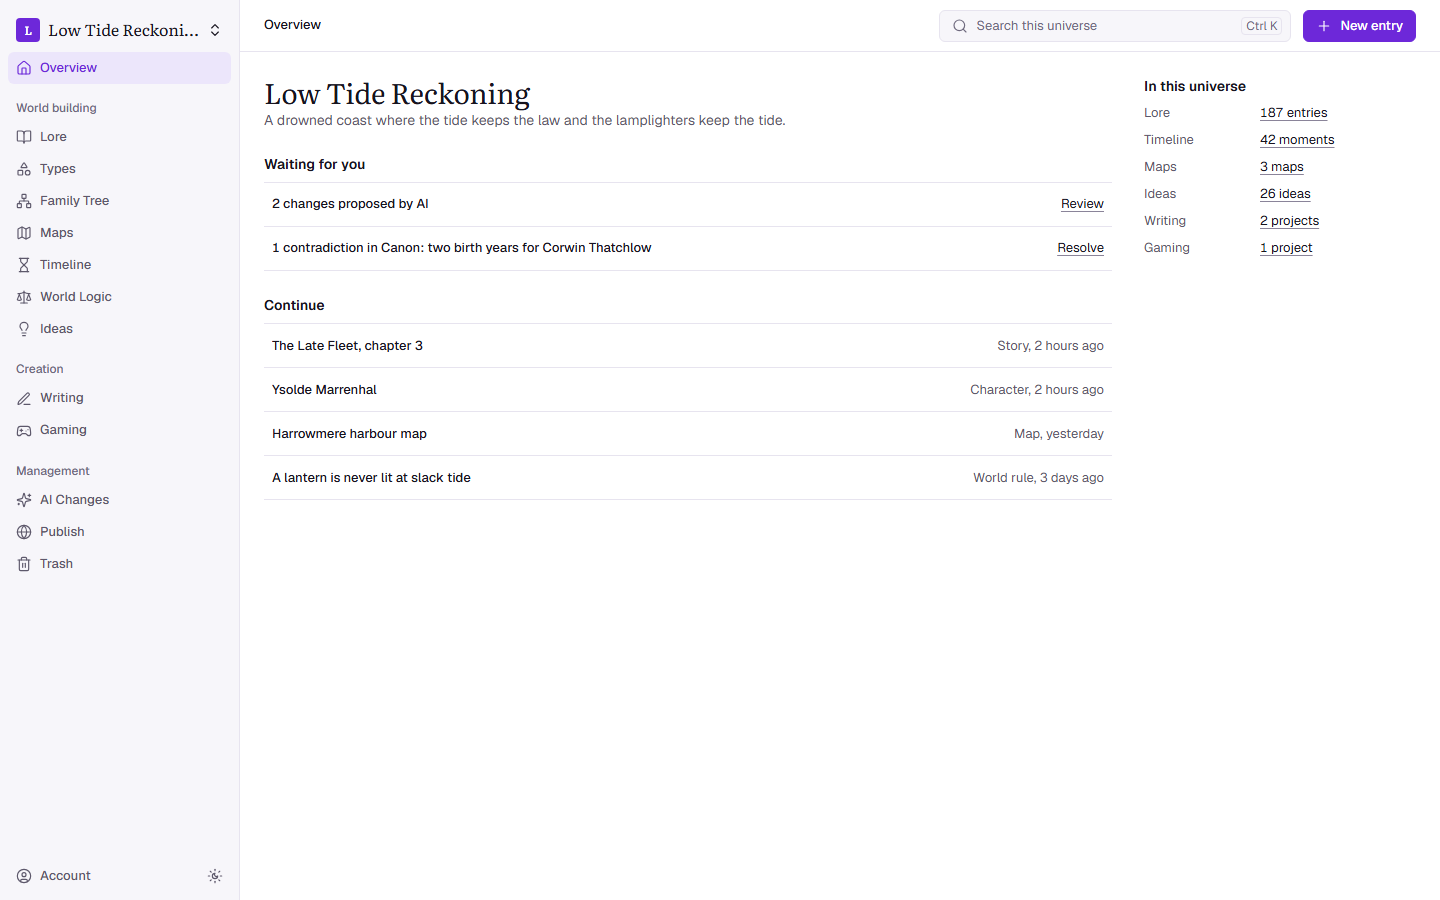 L Low Tide Reckoni...
Overview
World building
Lore
Types
Family Tree
Maps
Timeline
World Logic
Ideas
Creation
Writing
Gaming
Management
AI Changes
Publish
Trash
Account
Overview
Search this universe Ctrl K
New entry
Low Tide Reckoning
A drowned coast where the tide keeps the law and the lamplighters keep the tide.
Waiting for you
2 changes proposed by AI Review
1 contradiction in Canon: two birth years for Corwin Thatchlow Resolve
Continue
The Late Fleet, chapter 3 Story, 2 hours ago
Ysolde Marrenhal Character, 2 hours ago
Harrowmere harbour map Map, yesterday
A lantern is never lit at slack tide World rule, 3 days ago
In this universe
Lore 187 entries
Timeline 42 moments
Maps 3 maps
Ideas 26 ideas
Writing 2 projects
Gaming 1 project